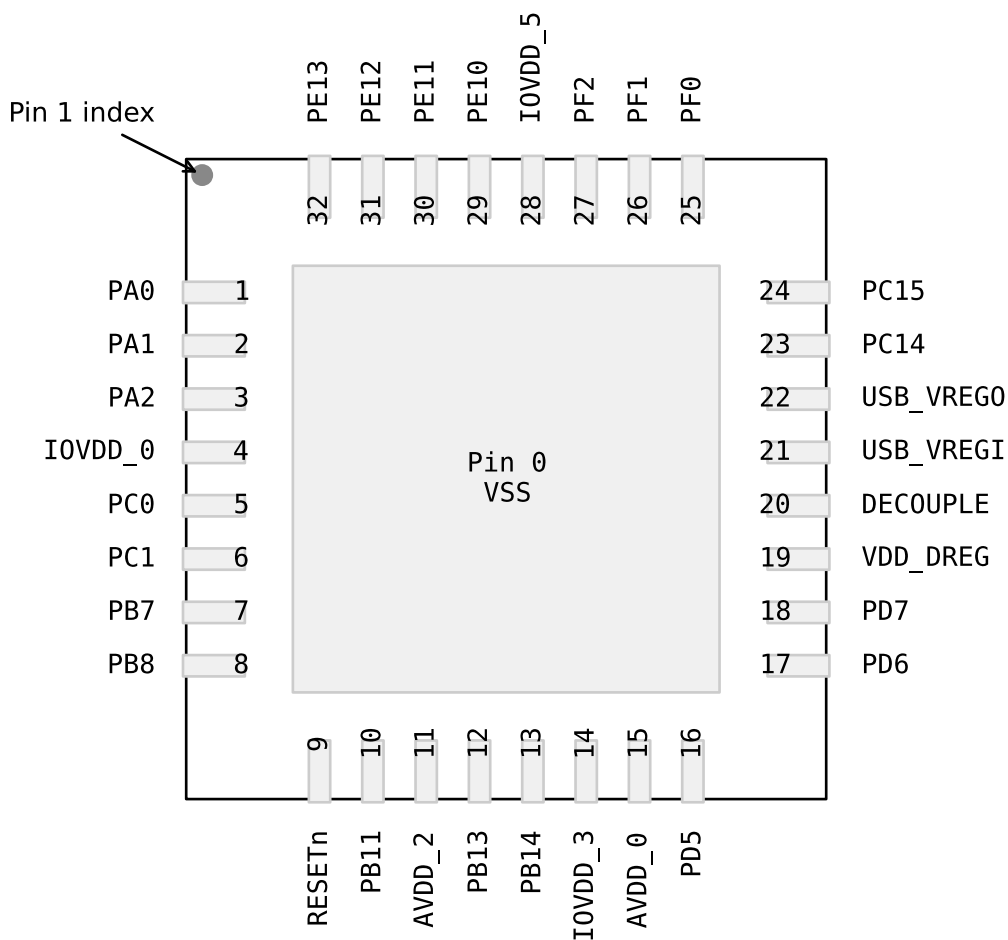 PE13
PE12
PE11
PE10
IOVDD_5
PF2
PF1
PF0
Pin 1 index
32
31
30
29
28
27
26
25
PA0 1
24 PC15
PA1 2
23 PC14
PA2 3
22 USB_VREGO
IOVDD_0 4
21 USB_VREGI
Pin 0
VSS
PC0 5
20 DECOUPLE
PC1 6
19 VDD_DREG
PB7 7
18 PD7
PB8 8
17 PD6
9
10
11
12
13
14
15
16
RESETn
PB11
AVDD_2
PB13
PB14
IOVDD_3
AVDD_0
PD5